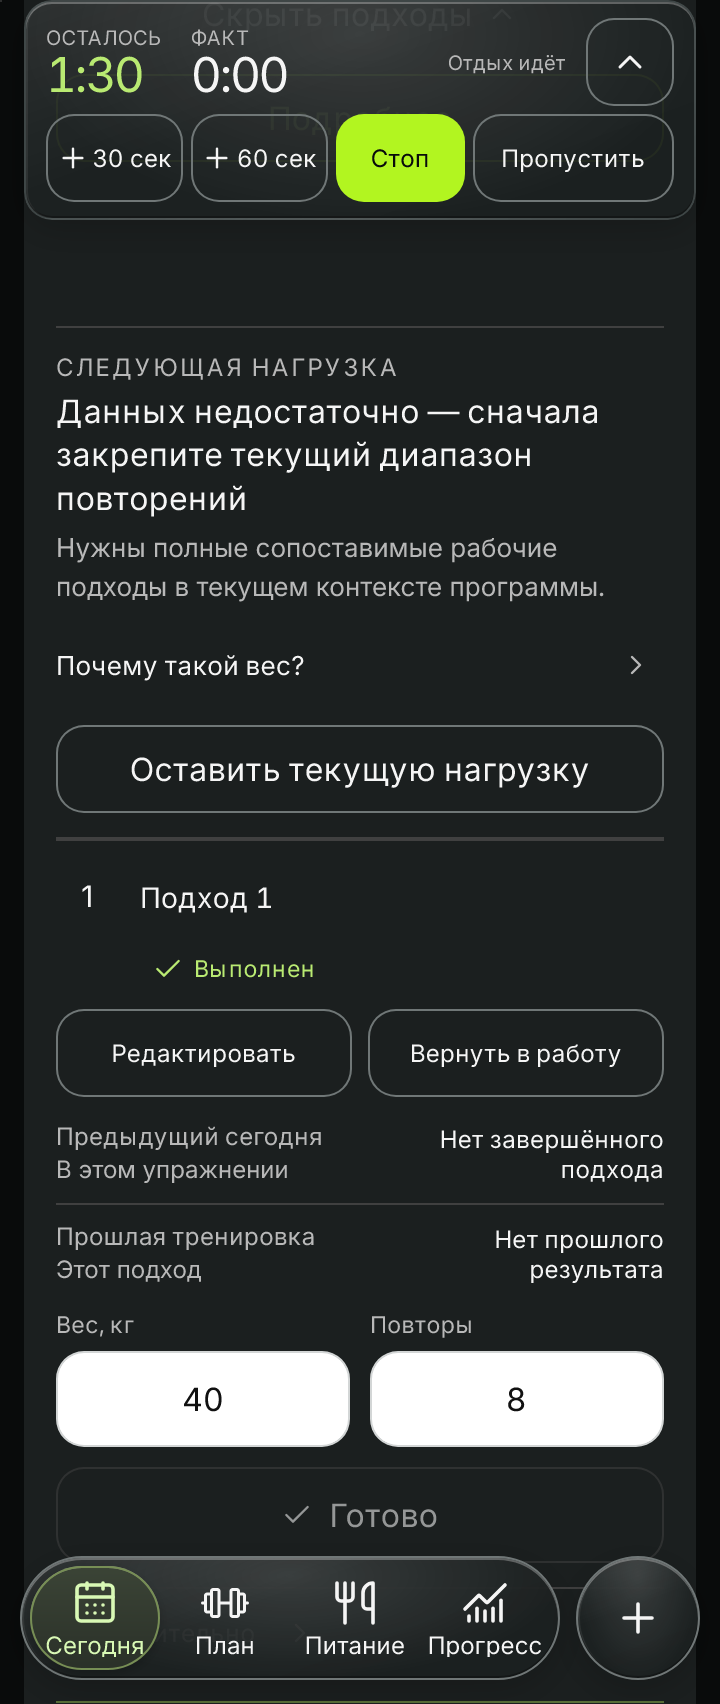 Скрыть подходы
ОСТАЛОСЬ ФАКТ
1:30 0:00
Отдых идёт
+ 30 сек + 60 сек Стоп Пропустить
СЛЕДУЮЩАЯ НАГРУЗКА
Данных недостаточно — сначала
закрепите текущий диапазон
повторений
Нужны полные сопоставимые рабочие
подходы в текущем контексте программы.
Почему такой вес?
Оставить текущую нагрузку
1 Подход 1
Выполнен
Редактировать Вернуть в работу
Предыдущий сегодня
В этом упражнении
Нет завершённого
подхода
Прошлая тренировка
Этот подход
Нет прошлого
результата
Вес, кг Повторы
40 8
Готово
Сегодня План Питание Прогресс